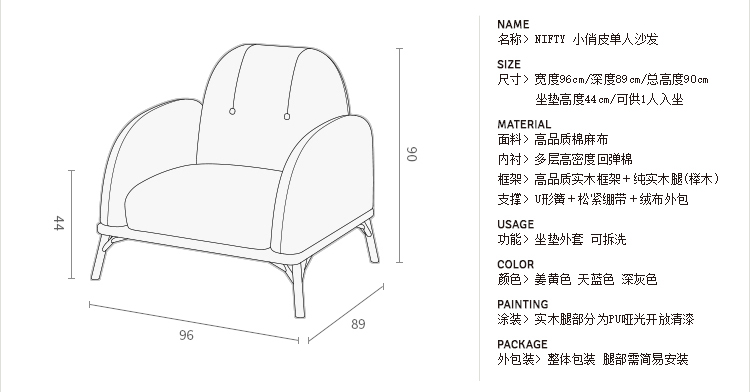 90
44
96
89
NAME
名称> NIFTY 小俏皮单人沙发
SIZE
尺寸> 宽度96cm/深度89cm/总高度90cm
坐垫高度44cm/可供1人入坐
MATERIAL
面料> 高品质棉麻布
内衬> 多层高密度回弹棉
框架> 高品质实木框架+纯实木腿(榉木)
支撑> U形簧+松紧绷带+绒布外包
USAGE
功能> 坐垫外套 可拆洗
COLOR
颜色> 姜黄色 天蓝色 深灰色
PAINTING
涂装> 实木腿部分为PU哑光开放清漆
PACKAGE
外包装> 整体包装 腿部需简易安装